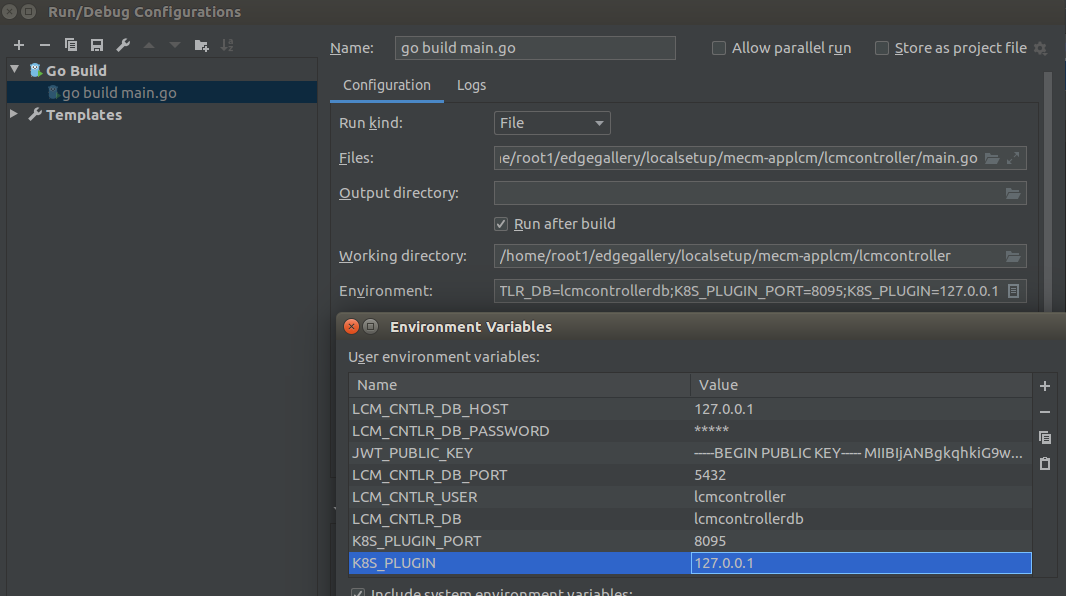 Run/Debug Configurations
Go Build
go build main.go
Templates
Name: go build main.go Allow parallel run Store as project file
Configuration Logs
Run kind: File
Files: me/root1/edgegallery/localsetup/mecm-applcm/lcmcontroller/main.go
Output directory:
Run after build
Working directory: /home/root1/edgegallery/localsetup/mecm-applcm/lcmcontroller
Environment: TLR_DB=lcmcontrollerdb;K8S_PLUGIN_PORT=8095;K8S_PLUGIN=127.0.0.1
Environment Variables
User environment variables:
Name Value
LCM_CNTLR_DB_HOST 127.0.0.1
LCM_CNTLR_DB_PASSWORD *****
JWT_PUBLIC_KEY -----BEGIN PUBLIC KEY----- MIIBIjANBgkqhkiG9w...
LCM_CNTLR_DB_PORT 5432
LCM_CNTLR_USER lcmcontroller
LCM_CNTLR_DB lcmcontrollerdb
K8S_PLUGIN_PORT 8095
K8S_PLUGIN 127.0.0.1
Include system environment variables: